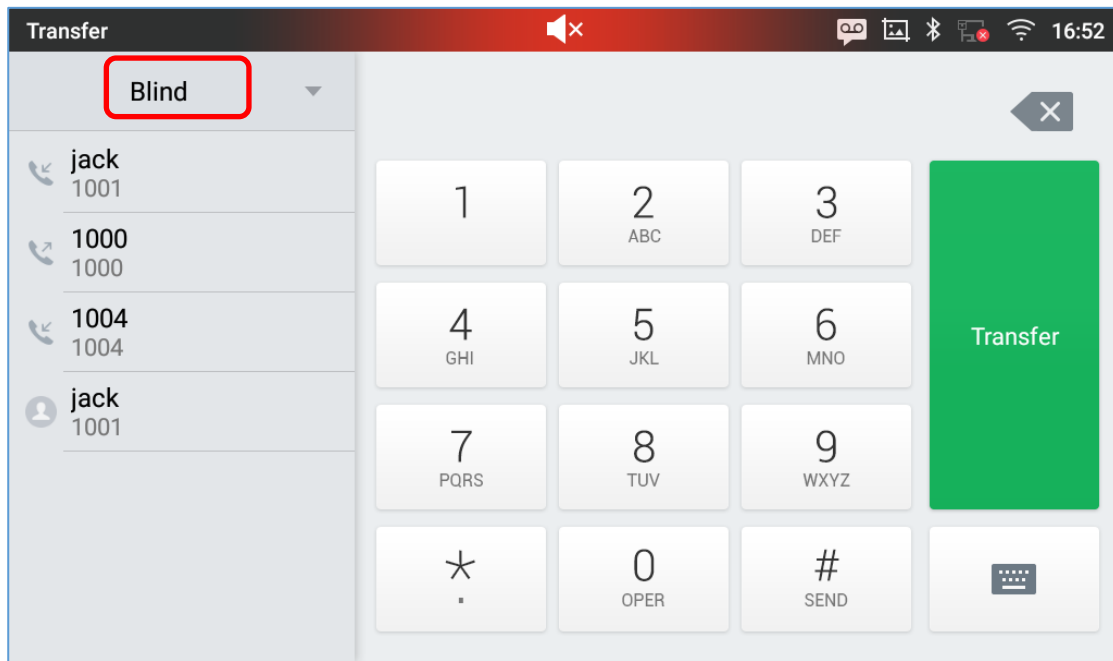 Transfer 16:52
Blind
jack
1001
1000
1000
1004
1004
jack
1001
1 2 3
ABC DEF
4 5 6
GHI JKL MNO
Transfer
7 8 9
PQRS TUV WXYZ
* 0 #
. OPER SEND